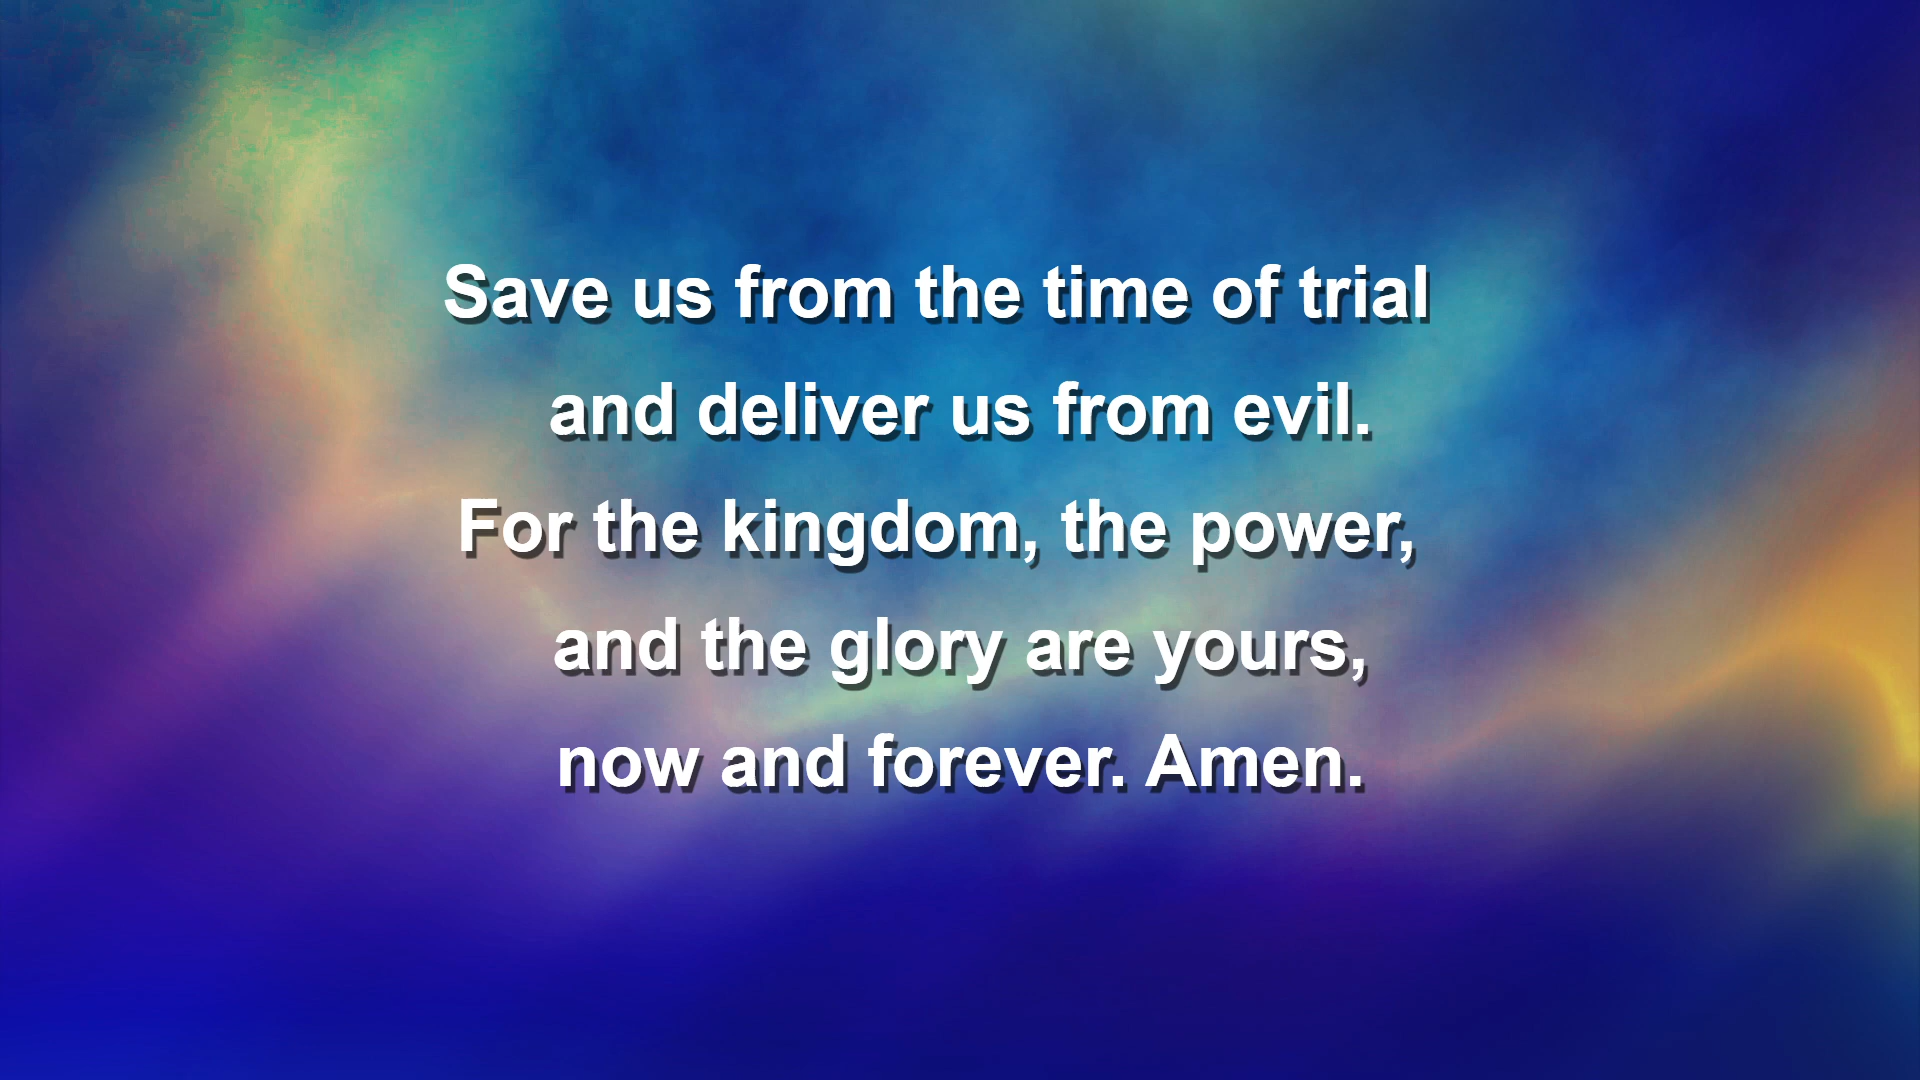 Save us from the time of trial
and deliver us from evil.
For the kingdom, the power,
and the glory are yours,
now and forever. Amen.